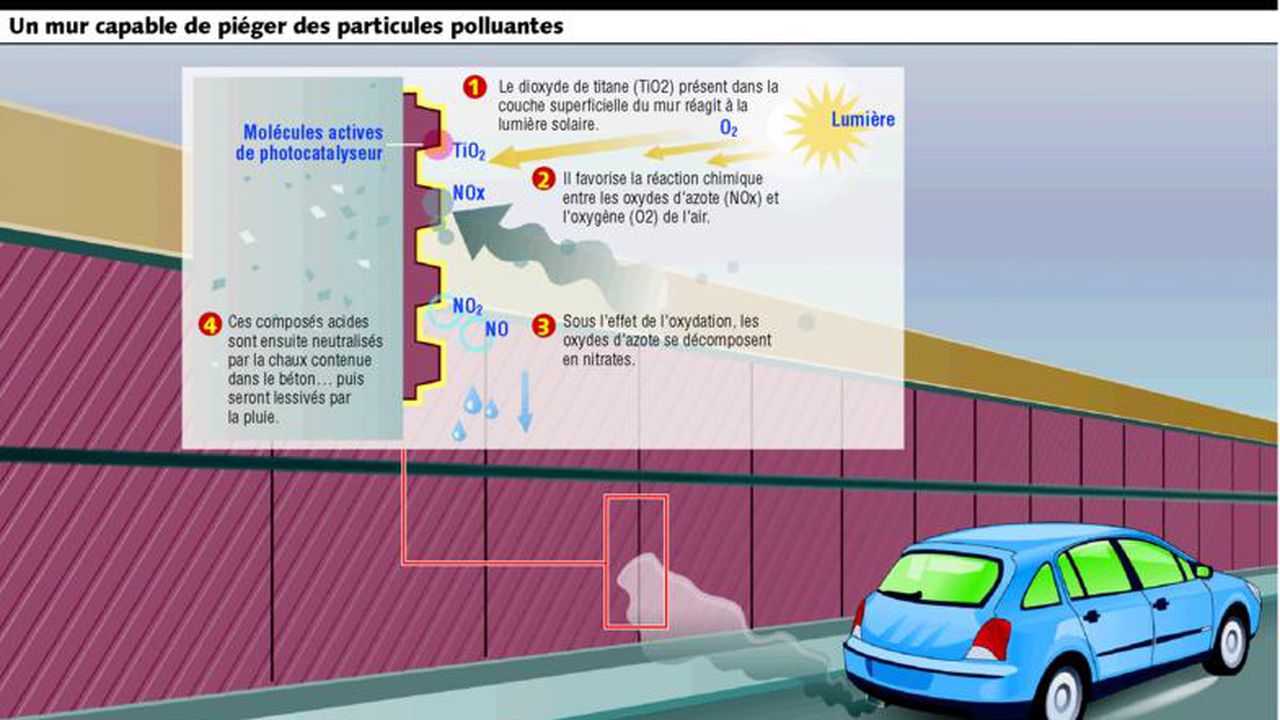 Un mur capable de piéger des particules polluantes
1 Le dioxyde de titane (TiO2) présent dans la
couche superficielle du mur réagit à la
lumière solaire.
O₂
Lumière
Molécules actives
de photocatalyseur
TiO₂
2 Il favorise la réaction chimique
entre les oxydes d'azote (NOx) et
l'oxygène (O2) de l'air.
NOx
NO₂
NO
3 Sous l'effet de l'oxydation, les
oxydes d'azote se décomposent
en nitrates.
4 Ces composés acides
sont ensuite neutralisés
par la chaux contenue
dans le béton... puis
seront lessivés par
la pluie.